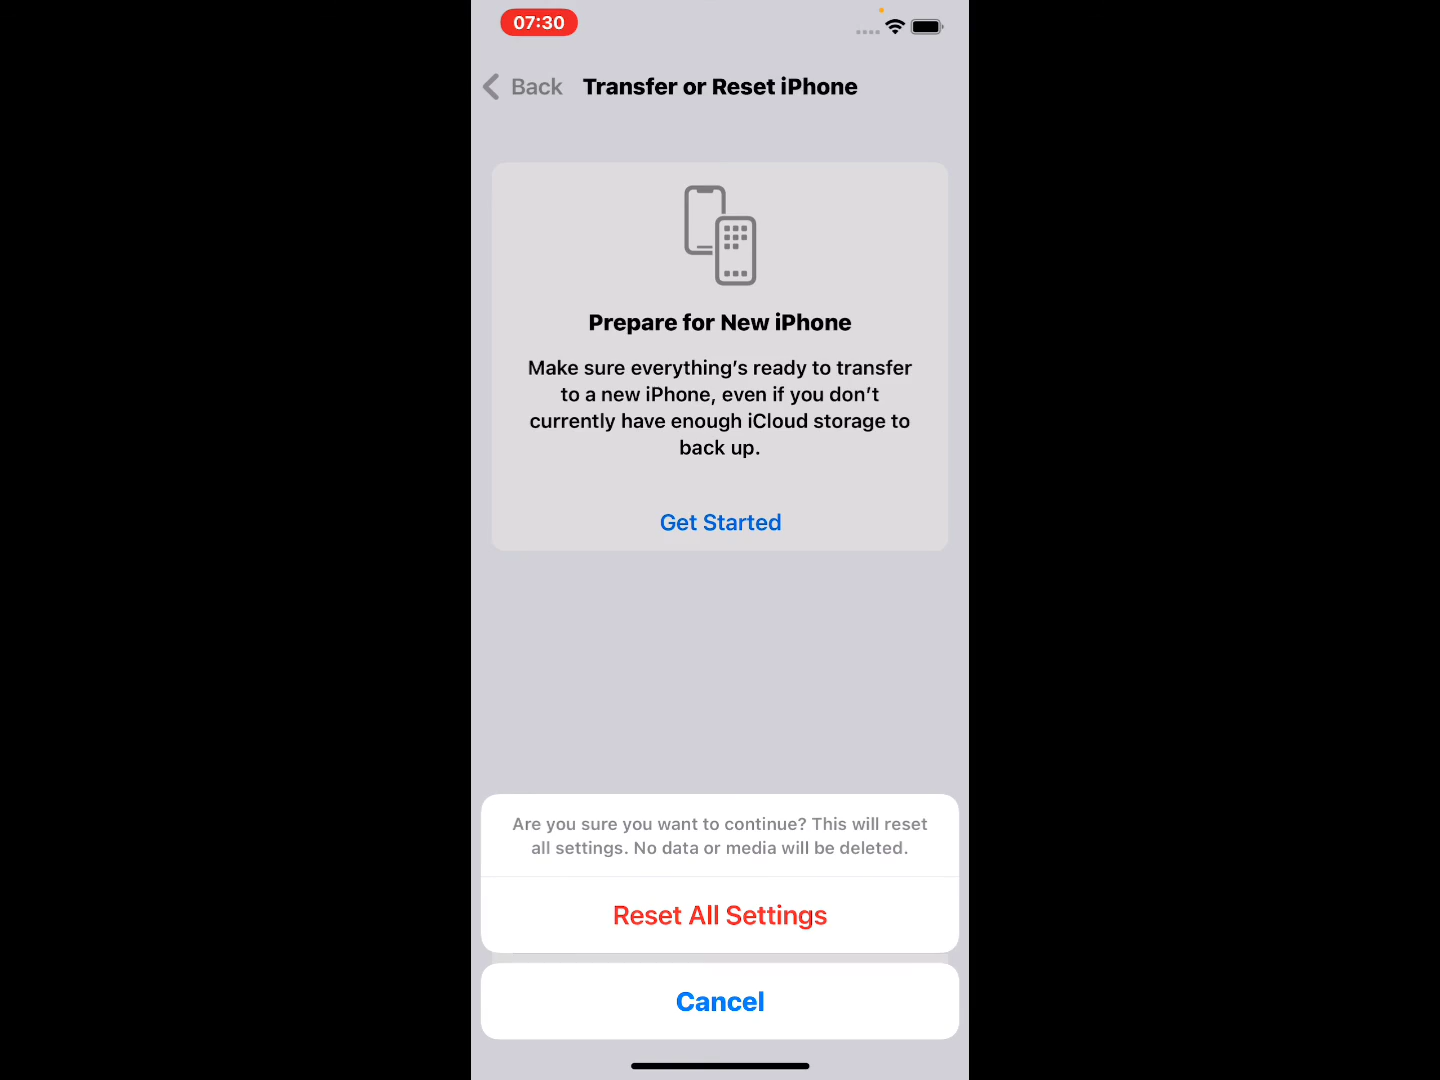 07:30
Back
Transfer or Reset iPhone
Prepare for New iPhone
Make sure everything's ready to transfer
to a new iPhone, even if you don't
currently have enough iCloud storage to
back up.
Get Started
Are you sure you want to continue? This will reset
all settings. No data or media will be deleted.
Reset All Settings
Cancel